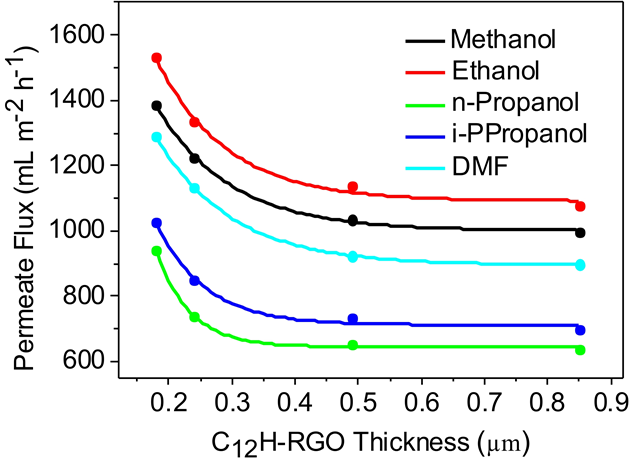 1600
1400
1200
1000
800
600
Permeate Flux (mL m⁻² h⁻¹)
Methanol
Ethanol
n-Propanol
i-PPropanol
DMF
0.2 0.3 0.4 0.5 0.6 0.7 0.8 0.9
C₁₂H-RGO Thickness (µm)